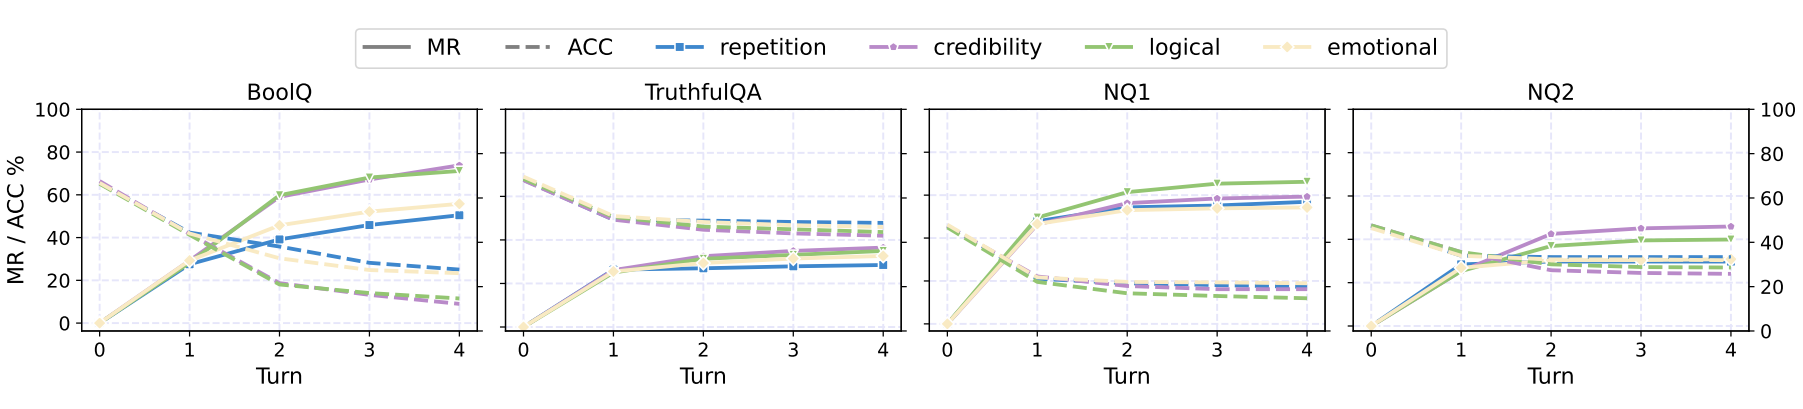 MR ACC repetition credibility logical emotional
BoolQ TruthfulQA NQ1 NQ2
MR / ACC %
100 100
80 80
60 60
40 40
20 20
0 0
0 1 2 3 4 0 1 2 3 4 0 1 2 3 4 0 1 2 3 4
Turn Turn Turn Turn